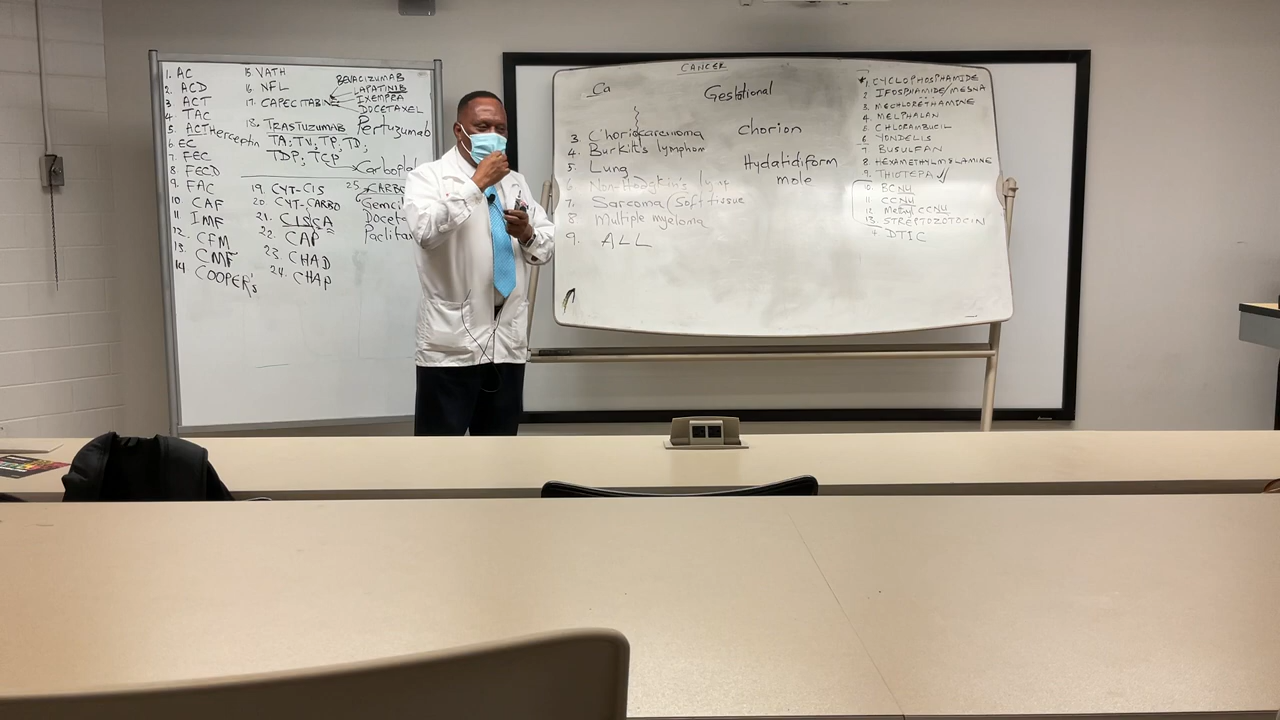 1. AC
2. ACD
3 ACT
4 TAC
5. ACT Herceptin
6 EC
7. FEC
8. FECD
9. FAC
10 CAF
11 IMF
12. CFM
13. CMF
14 COOPER's
15. VATH
16. NFL
17. CAPECITABINE
BEVACIZUMAB
LAPATINIB
IXEMPRA
DOCETAXEL
18. TRASTUZUMAB Pertuzumab
TA; TV; TP, TD,
TDP, TCP Carbopla
19. CYT-CIS
20. CYT-CARBO
21. CISCA
22. CAP
23. CHAD
24. CHAP
25 CARBO
Gemci
Doceta
Paclita
CANCER
Ca Gestational
3 Choriocarcinoma Chorion
4. Burkitt's lymphom
5. Lung Hydatidiform
mole
6. Non-Hodgkin's
7. Sarcoma (Soft tissue
8 Multiple myeloma
9. ALL
1. CYCLOPHOSPHAMIDE
2 IFOSPHAMIDE/MESNA
3. MECHLORETHAMINE
4. MELPHALAN
5 CHLORAMBUCIL
6 YONDELIS
7 BUSULFAN
8 HEXAMETHYLMELAMINE
9. THIOTEPA ✓
10. BCNU
11 CCNU
12 Methyl CCNU
13. STREPTOZOTOCIN
DTIC